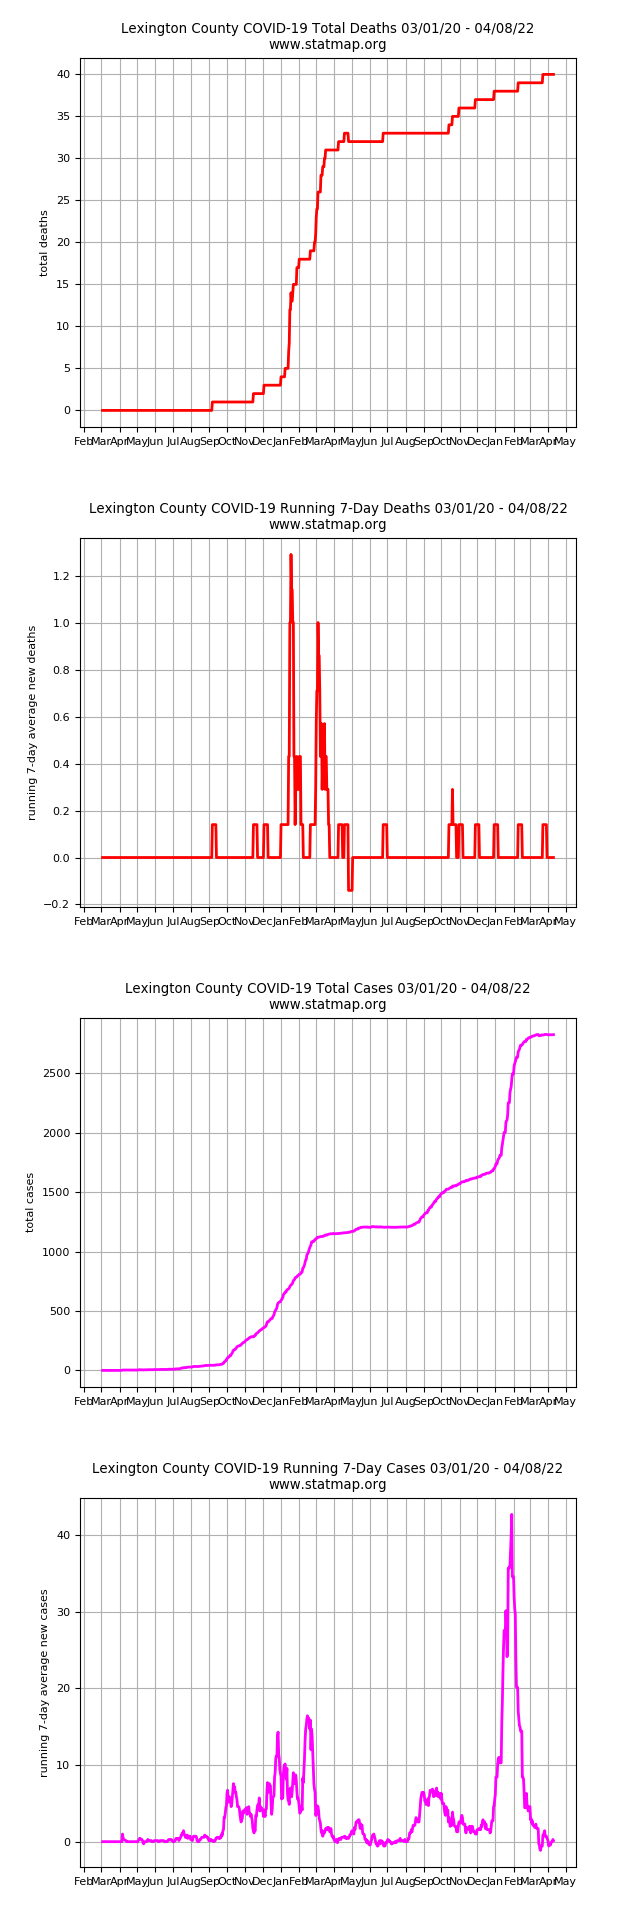 Lexington County COVID-19 Total Deaths 03/01/20 - 04/08/22
www.statmap.org
40
35
30
25
20
15
10
5
0
total deaths
Feb Mar Apr May Jun Jul Aug Sep Oct Nov Dec Jan Feb Mar Apr May Jun Jul Aug Sep Oct Nov Dec Jan Feb Mar Apr May
Lexington County COVID-19 Running 7-Day Deaths 03/01/20 - 04/08/22
www.statmap.org
1.2
1.0
0.8
0.6
0.4
0.2
0.0
−0.2
running 7-day average new deaths
Feb Mar Apr May Jun Jul Aug Sep Oct Nov Dec Jan Feb Mar Apr May Jun Jul Aug Sep Oct Nov Dec Jan Feb Mar Apr May
Lexington County COVID-19 Total Cases 03/01/20 - 04/08/22
www.statmap.org
2500
2000
1500
1000
500
0
total cases
Feb Mar Apr May Jun Jul Aug Sep Oct Nov Dec Jan Feb Mar Apr May Jun Jul Aug Sep Oct Nov Dec Jan Feb Mar Apr May
Lexington County COVID-19 Running 7-Day Cases 03/01/20 - 04/08/22
www.statmap.org
40
30
20
10
0
running 7-day average new cases
Feb Mar Apr May Jun Jul Aug Sep Oct Nov Dec Jan Feb Mar Apr May Jun Jul Aug Sep Oct Nov Dec Jan Feb Mar Apr May